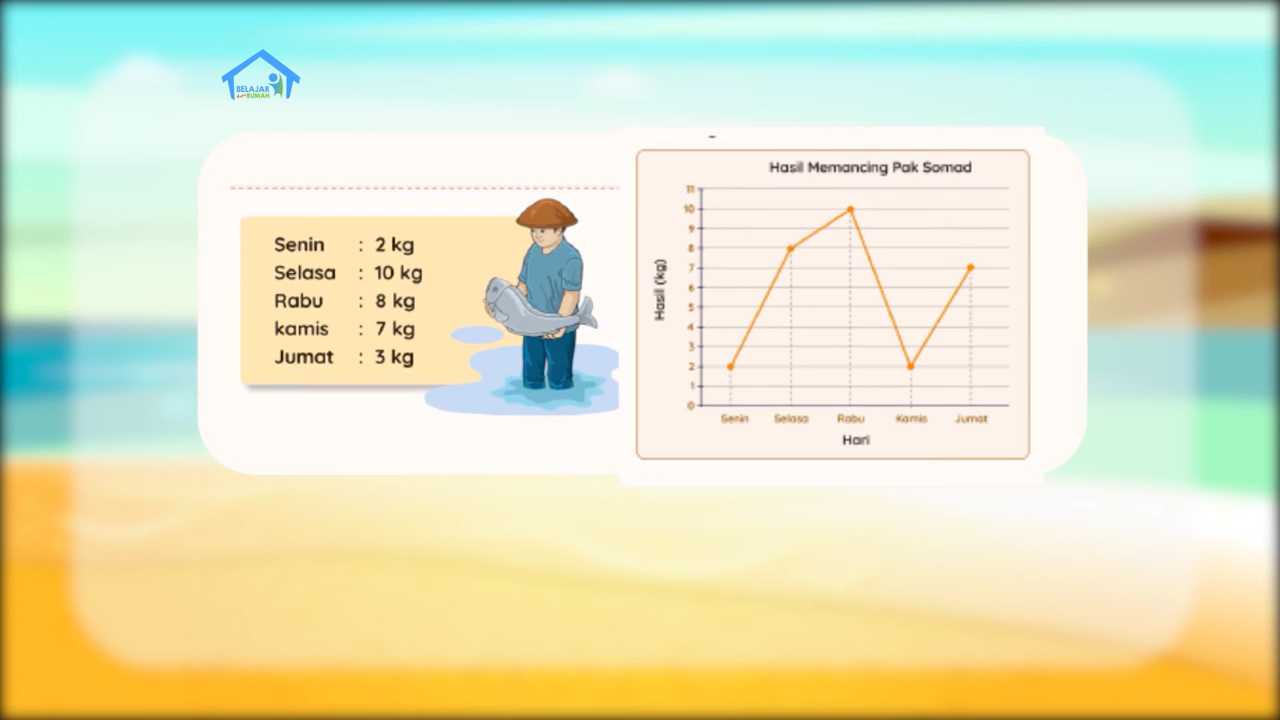 BELAJAR
dari RUMAH
Senin : 2 kg
Selasa : 10 kg
Rabu : 8 kg
kamis : 7 kg
Jumat : 3 kg
Hasil Memancing Pak Somad
Hasil (kg)
11
10
9
8
7
6
5
4
3
2
1
0
Senin Selasa Rabu Kamis Jumat
Hari